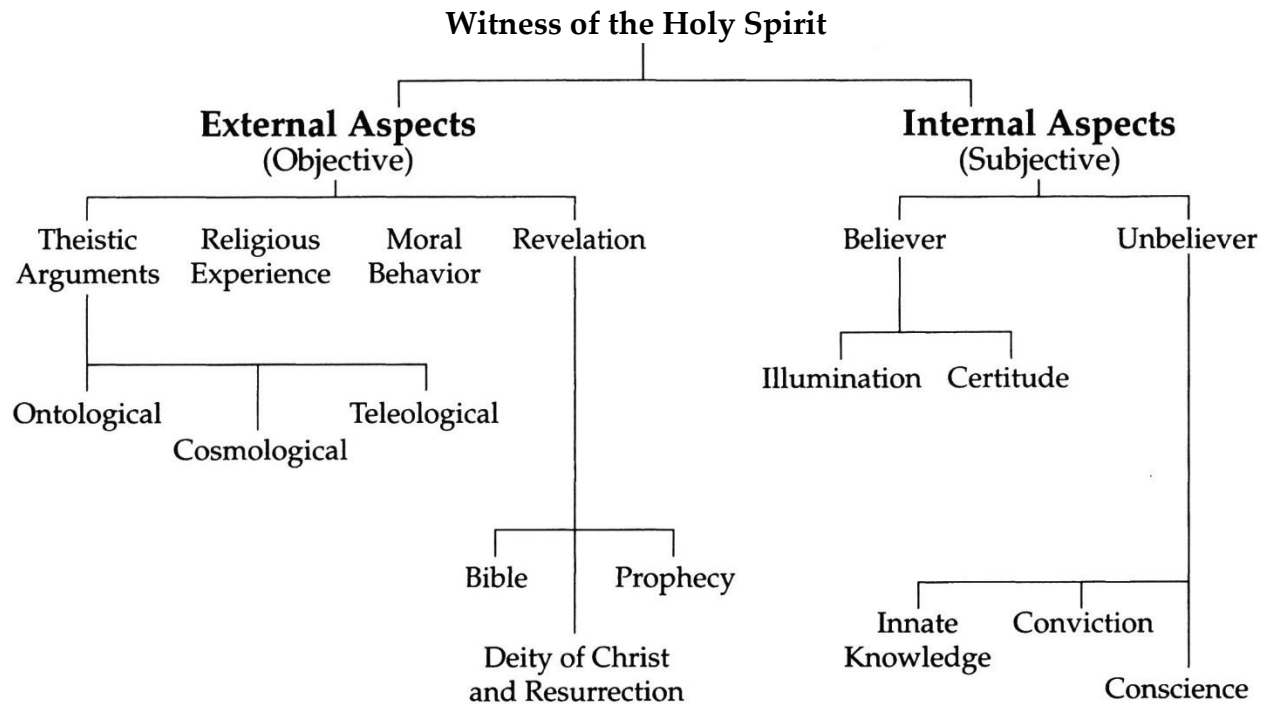 Witness of the Holy Spirit
External Aspects
(Objective)
Internal Aspects
(Subjective)
Theistic
Arguments
Religious
Experience
Moral
Behavior
Revelation
Believer
Unbeliever
Ontological
Cosmological
Teleological
Illumination
Certitude
Bible
Prophecy
Deity of Christ
and Resurrection
Innate
Knowledge
Conviction
Conscience